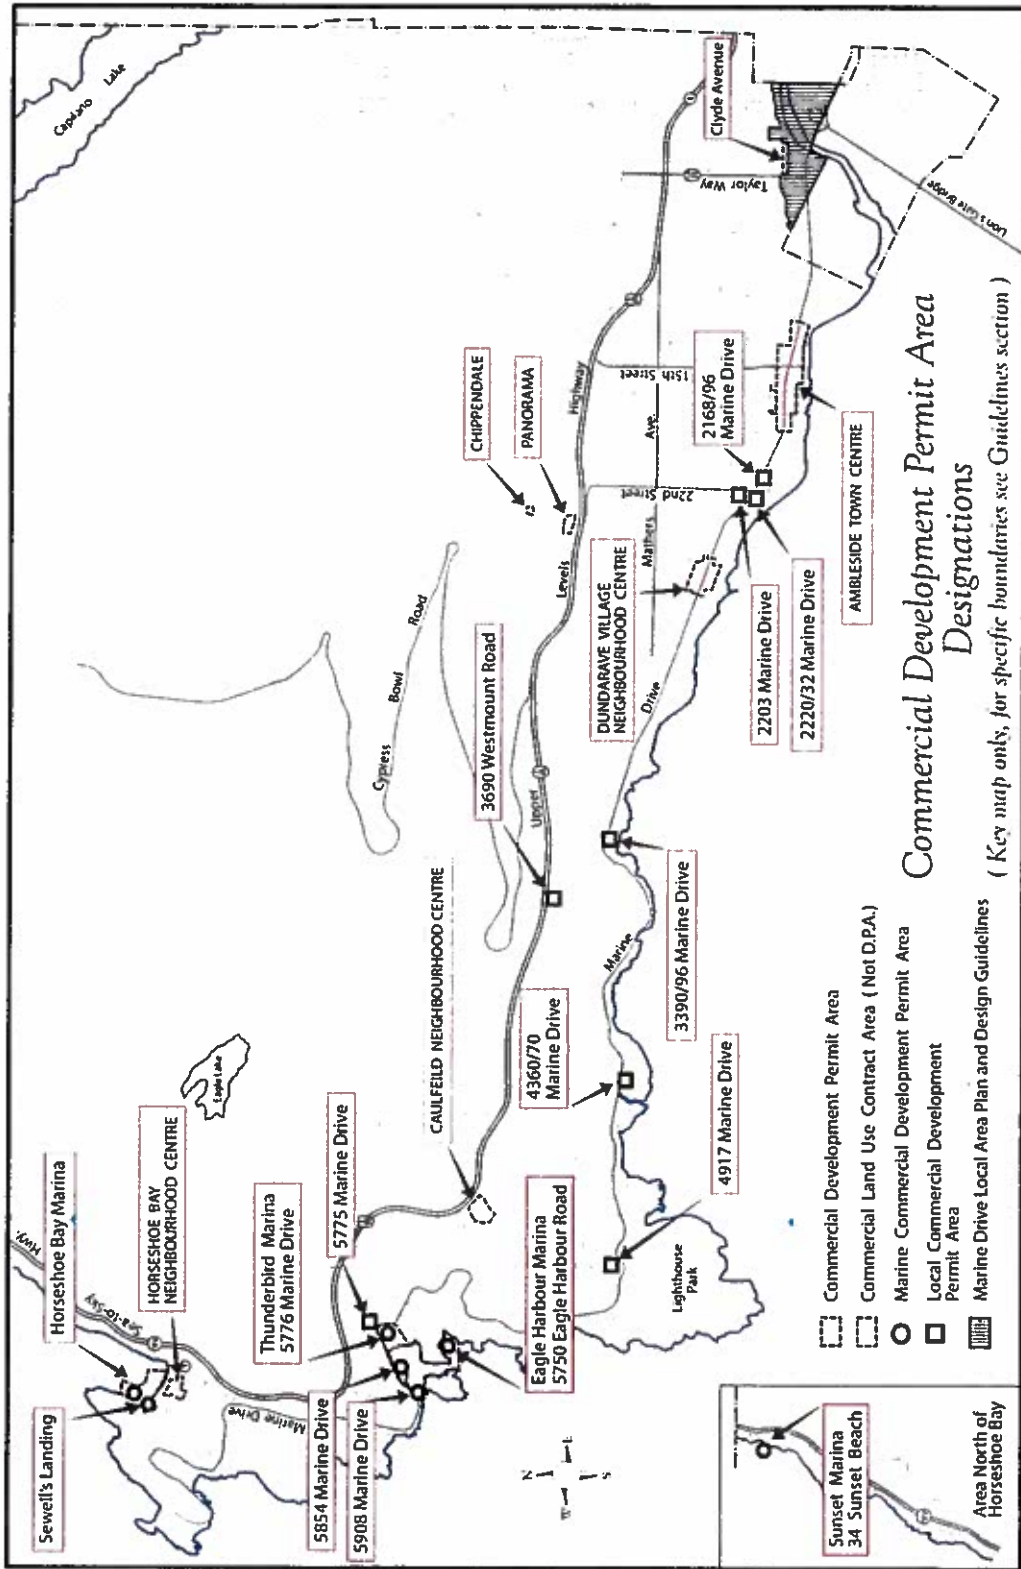 Commercial Development Permit Area
Designations
( Key map only, for specific boundaries see Guidelines section )
Sewell's Landing
Horseshoe Bay Marina
HORSESHOE BAY
NEIGHBOURHOOD CENTRE
Sea-to-Sky
Hwy.
Marine Drive
Thunderbird Marina
5776 Marine Drive
5775 Marine Drive
5854 Marine Drive
5908 Marine Drive
Eagle Harbour Marina
5750 Eagle Harbour Road
Eagle Lake
CAULFEILD NEIGHBOURHOOD CENTRE
4360/70
Marine Drive
4917 Marine Drive
Lighthouse
Park
3690 Westmount Road
3390/96 Marine Drive
Marine
Drive
Cypress
Bowl
Road
Upper
Levels
Highway
CHIPPENDALE
PANORAMA
DUNDARAVE VILLAGE
NEIGHBOURHOOD CENTRE
Mathers
Ave.
22nd Street
15th Street
2168/96
Marine Drive
2203 Marine Drive
2220/32 Marine Drive
AMBLESIDE TOWN CENTRE
Taylor Way
Clyde Avenue
Lion's Gate Bridge
Capilano
Lake
N
W
E
S
Commercial Development Permit Area
Commercial Land Use Contract Area ( Not D.P.A.)
Marine Commercial Development Permit Area
Local Commercial Development
Permit Area
Marine Drive Local Area Plan and Design Guidelines
Sunset Marina
34 Sunset Beach
Area North of
Horseshoe Bay